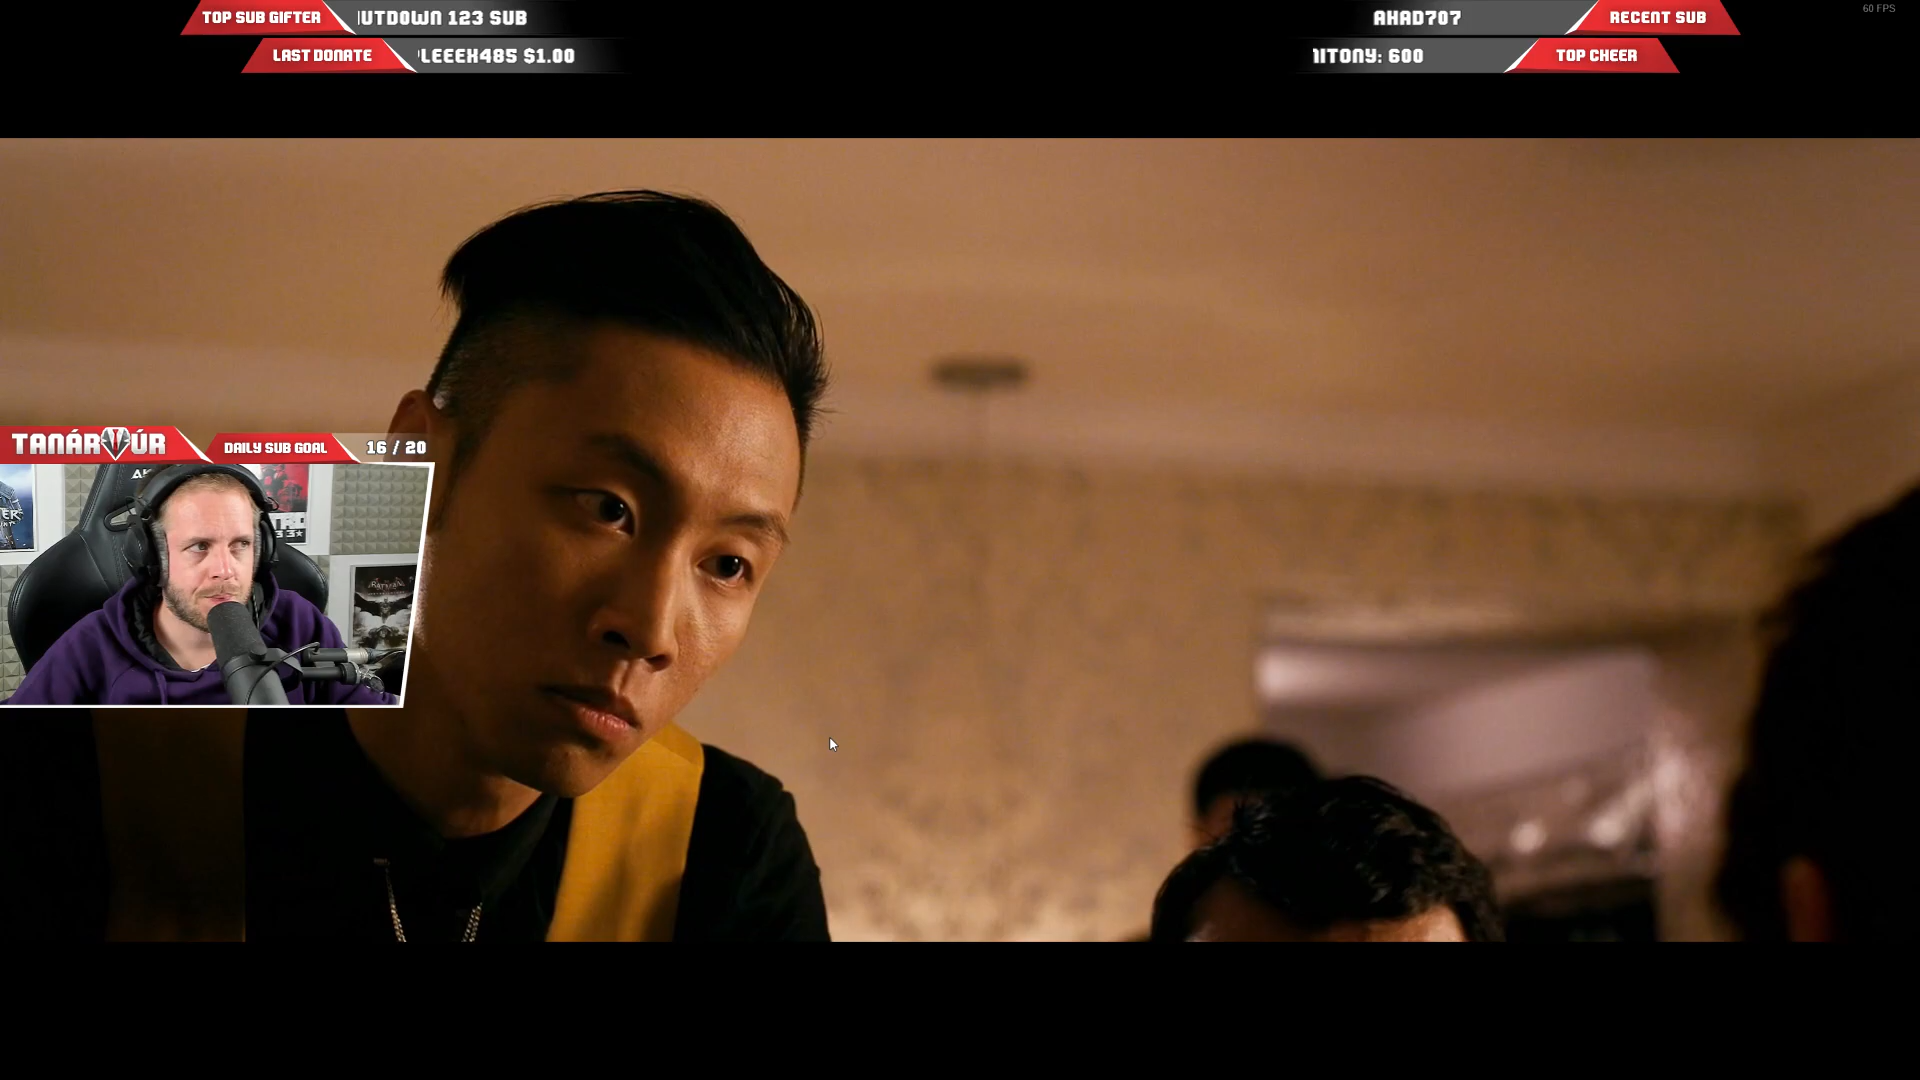 TOP SUB GIFTER
UTDOWN 123 SUB
AHAD707
RECENT SUB
60 FPS
LAST DONATE
LEEEH485 $1.00
ITONY: 600
TOP CHEER
TANÁR ÚR
DAILY SUB GOAL
16 / 20
BATMAN